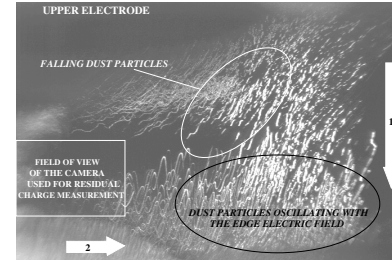 UPPER ELECTRODE
FALLING DUST PARTICLES
1
FIELD OF VIEW
OF THE CAMERA
USED FOR RESIDUAL
CHARGE MEASUREMENT
DUST PARTICLES OSCILLATING WITH
THE EDGE ELECTRIC FIELD
2